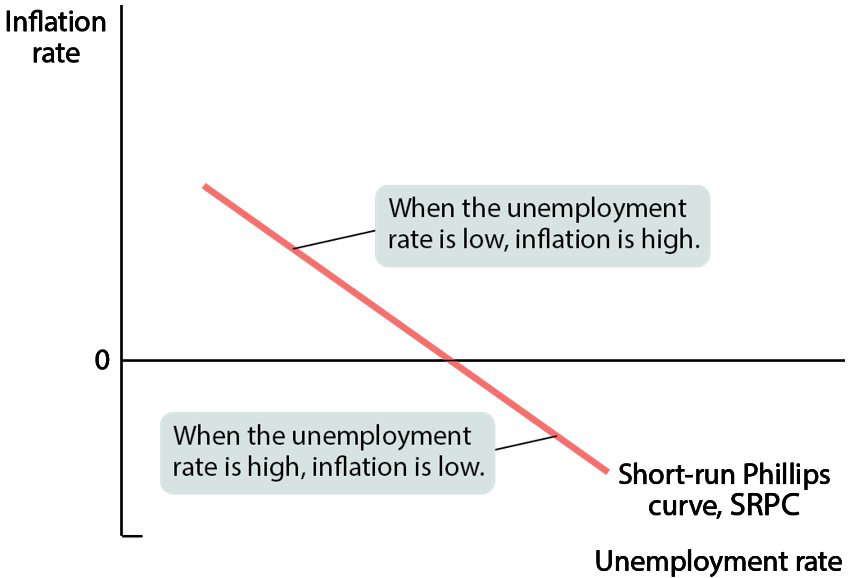 Inflation
rate
When the unemployment
rate is low, inflation is high.
0
When the unemployment
rate is high, inflation is low.
Short-run Phillips
curve, SRPC
Unemployment rate